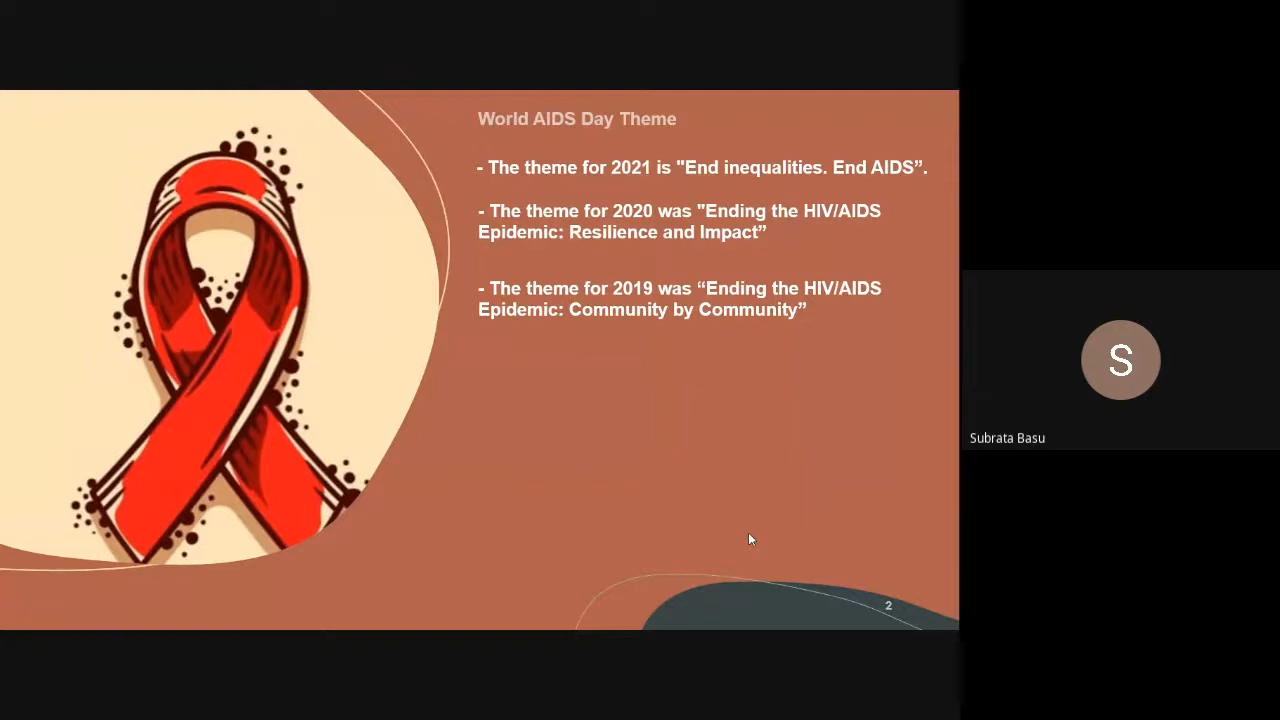 World AIDS Day Theme
- The theme for 2021 is "End inequalities. End AIDS”.
- The theme for 2020 was "Ending the HIV/AIDS
Epidemic: Resilience and Impact”
- The theme for 2019 was “Ending the HIV/AIDS
Epidemic: Community by Community”
2
S
Subrata Basu